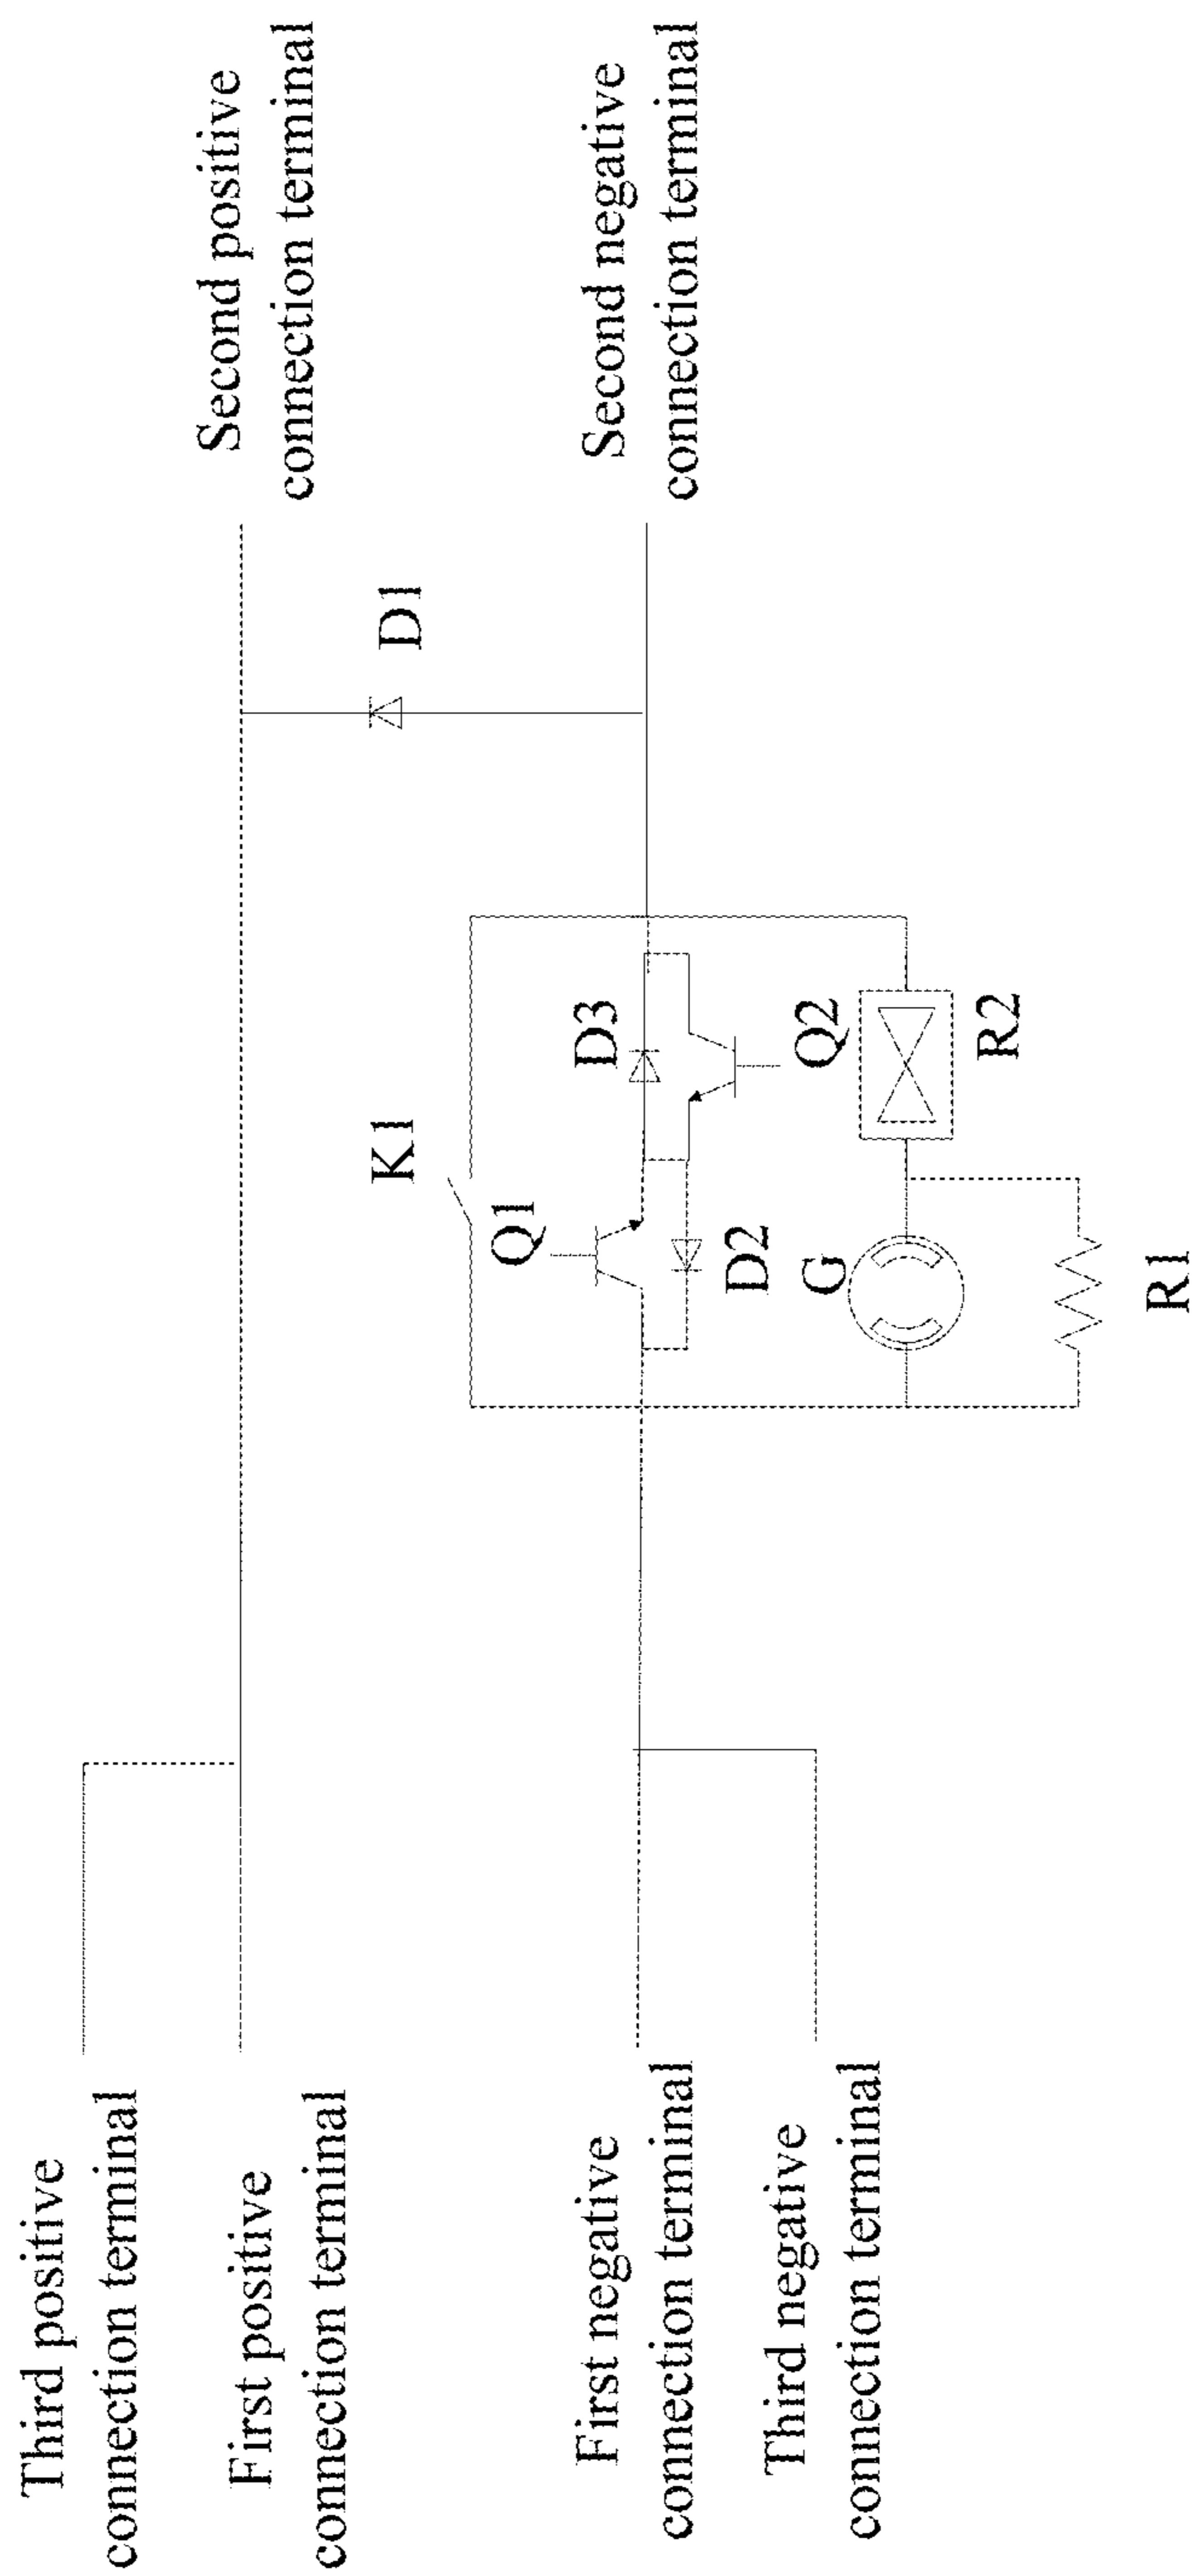 Third positive
connection terminal
First positive
connection terminal
Second positive
connection terminal
D1
K1
Q1
D3
D2
Q2
G
R2
R1
First negative
connection terminal
Third negative
connection terminal
Second negative
connection terminal